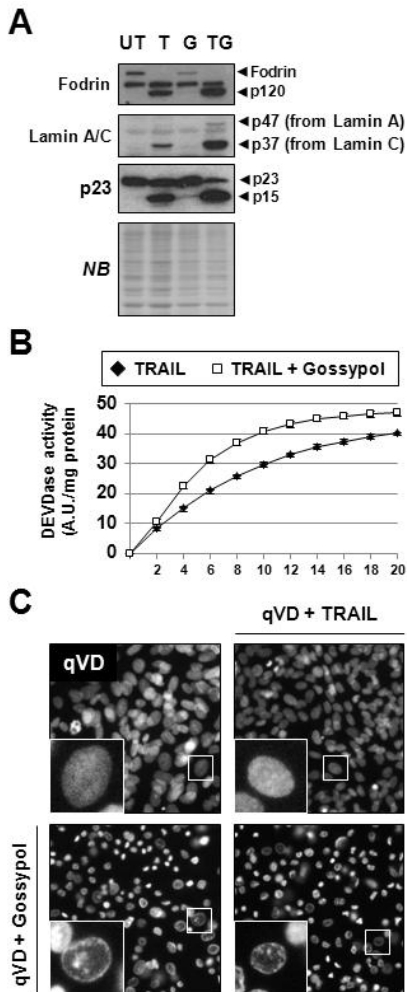 A
UT T G TG
Fodrin
Fodrin
p120
Lamin A/C
p47 (from Lamin A)
p37 (from Lamin C)
p23
p23
p15
NB
B
TRAIL TRAIL + Gossypol
DEVDase activity
(A.U./mg protein)
50
40
30
20
10
0
2 4 6 8 10 12 14 16 18 20
C
qVD + TRAIL
qVD
qVD + Gossypol